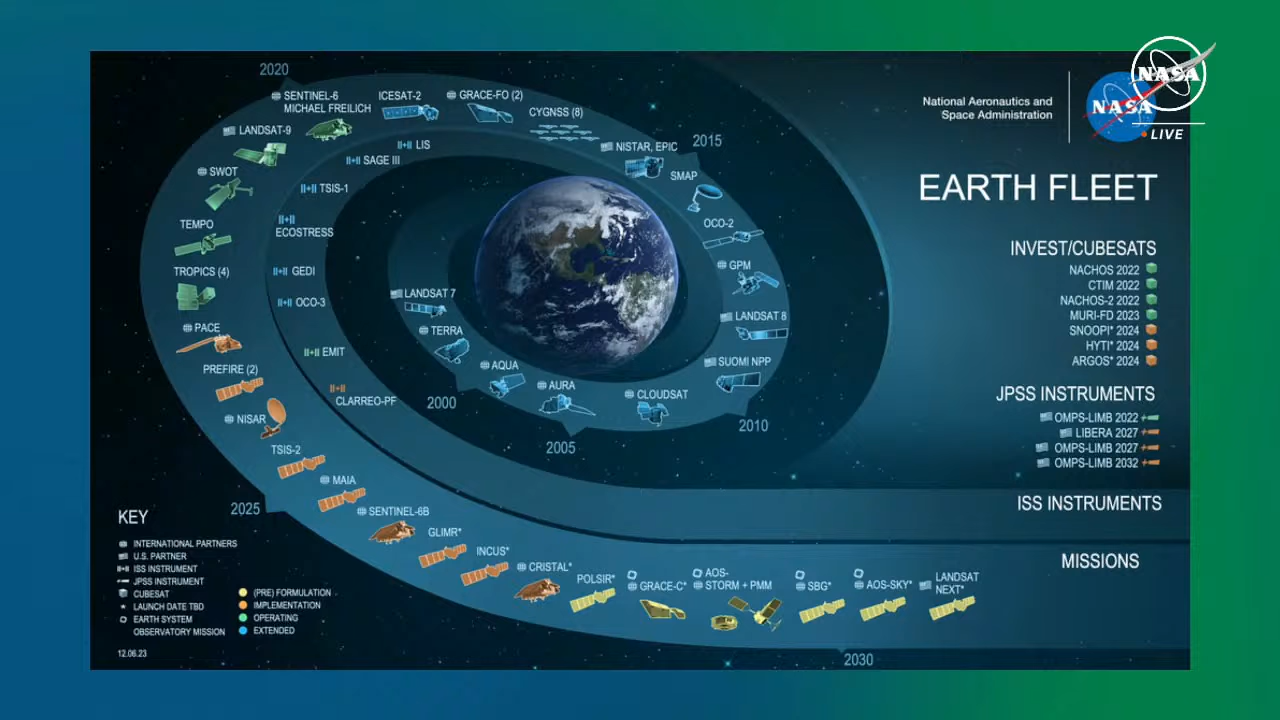 NASA
LIVE
National Aeronautics and
Space Administration
NASA
EARTH FLEET
2020
SENTINEL-6
MICHAEL FREILICH
ICESAT-2
GRACE-FO (2)
CYGNSS (8)
LANDSAT-9
LIS
SAGE III
NISTAR, EPIC
2015
SMAP
SWOT
TSIS-1
OCO-2
TEMPO
ECOSTRESS
GPM
TROPICS (4)
GEDI
OCO-3
LANDSAT 7
LANDSAT 8
PACE
TERRA
EMIT
SUOMI NPP
PREFIRE (2)
AQUA
AURA
CLOUDSAT
CLARREO-PF
2000
NISAR
2005
2010
TSIS-2
MAIA
2025
SENTINEL-6B
GLIMR*
INCUS*
CRISTAL*
POLSIR*
GRACE-C*
AOS-
STORM + PMM
SBG*
AOS-SKY*
LANDSAT
NEXT*
2030
INVEST/CUBESATS
NACHOS 2022
CTIM 2022
NACHOS-2 2022
MURI-FD 2023
SNOOPI* 2024
HYTI* 2024
ARGOS* 2024
JPSS INSTRUMENTS
OMPS-LIMB 2022
LIBERA 2027
OMPS-LIMB 2027
OMPS-LIMB 2032
ISS INSTRUMENTS
MISSIONS
KEY
INTERNATIONAL PARTNERS
U.S. PARTNER
ISS INSTRUMENT
JPSS INSTRUMENT
CUBESAT
LAUNCH DATE TBD
EARTH SYSTEM
OBSERVATORY MISSION
(PRE) FORMULATION
IMPLEMENTATION
OPERATING
EXTENDED
12.06.23